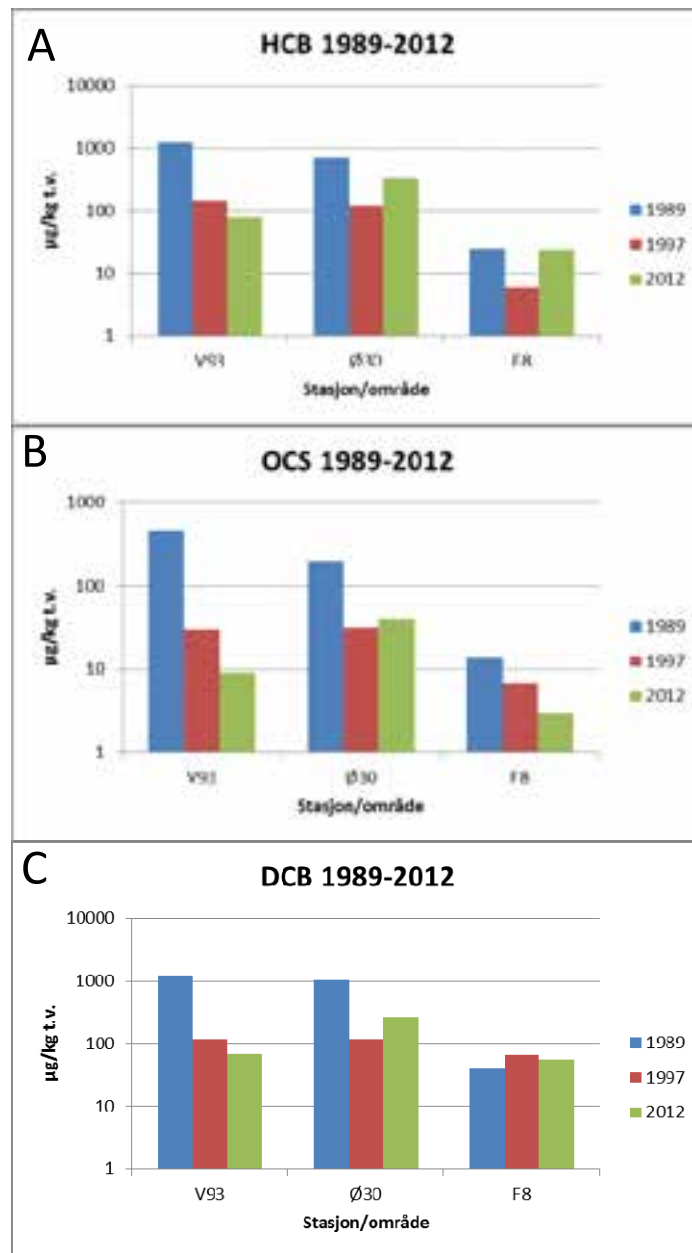 A
HCB 1989-2012
µg/kg t.v.
10000
1000
100
10
1
V93
Ø30
F8
Stasjon/område
1989
1997
2012
B
OCS 1989-2012
µg/kg t.v.
1000
100
10
1
V93
Ø30
F8
Stasjon/område
1989
1997
2012
C
DCB 1989-2012
µg/kg t.v.
10000
1000
100
10
1
V93
Ø30
F8
Stasjon/område
1989
1997
2012